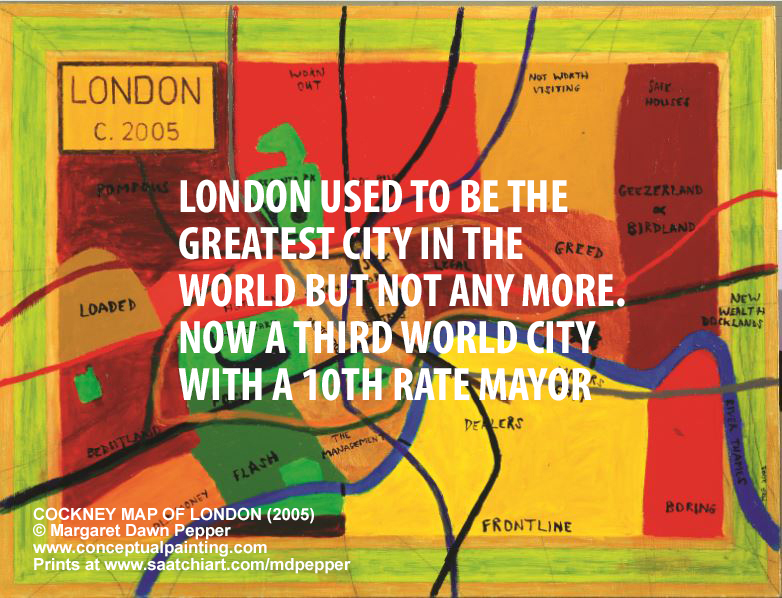 LONDON
C. 2005
WORN
OUT
NOT WORTH
VISITING
SAFE
HOUSES
POMPOUS
LONDON USED TO BE THE
GREATEST CITY IN THE
WORLD BUT NOT ANY MORE.
NOW A THIRD WORLD CITY
WITH A 10TH RATE MAYOR
GEEZERLAND
OR
BIRDLAND
GREED
LEGAL
LOADED
NEW
WEALTH
DOCKLANDS
BEDSITLAND
THE
MANAGEMENT
DEALERS
FLASH
RIVER THAMES
BORING
FRONTLINE
COCKNEY MAP OF LONDON (2005)
© Margaret Dawn Pepper
www.conceptualpainting.com
Prints at www.saatchiart.com/mdpepper